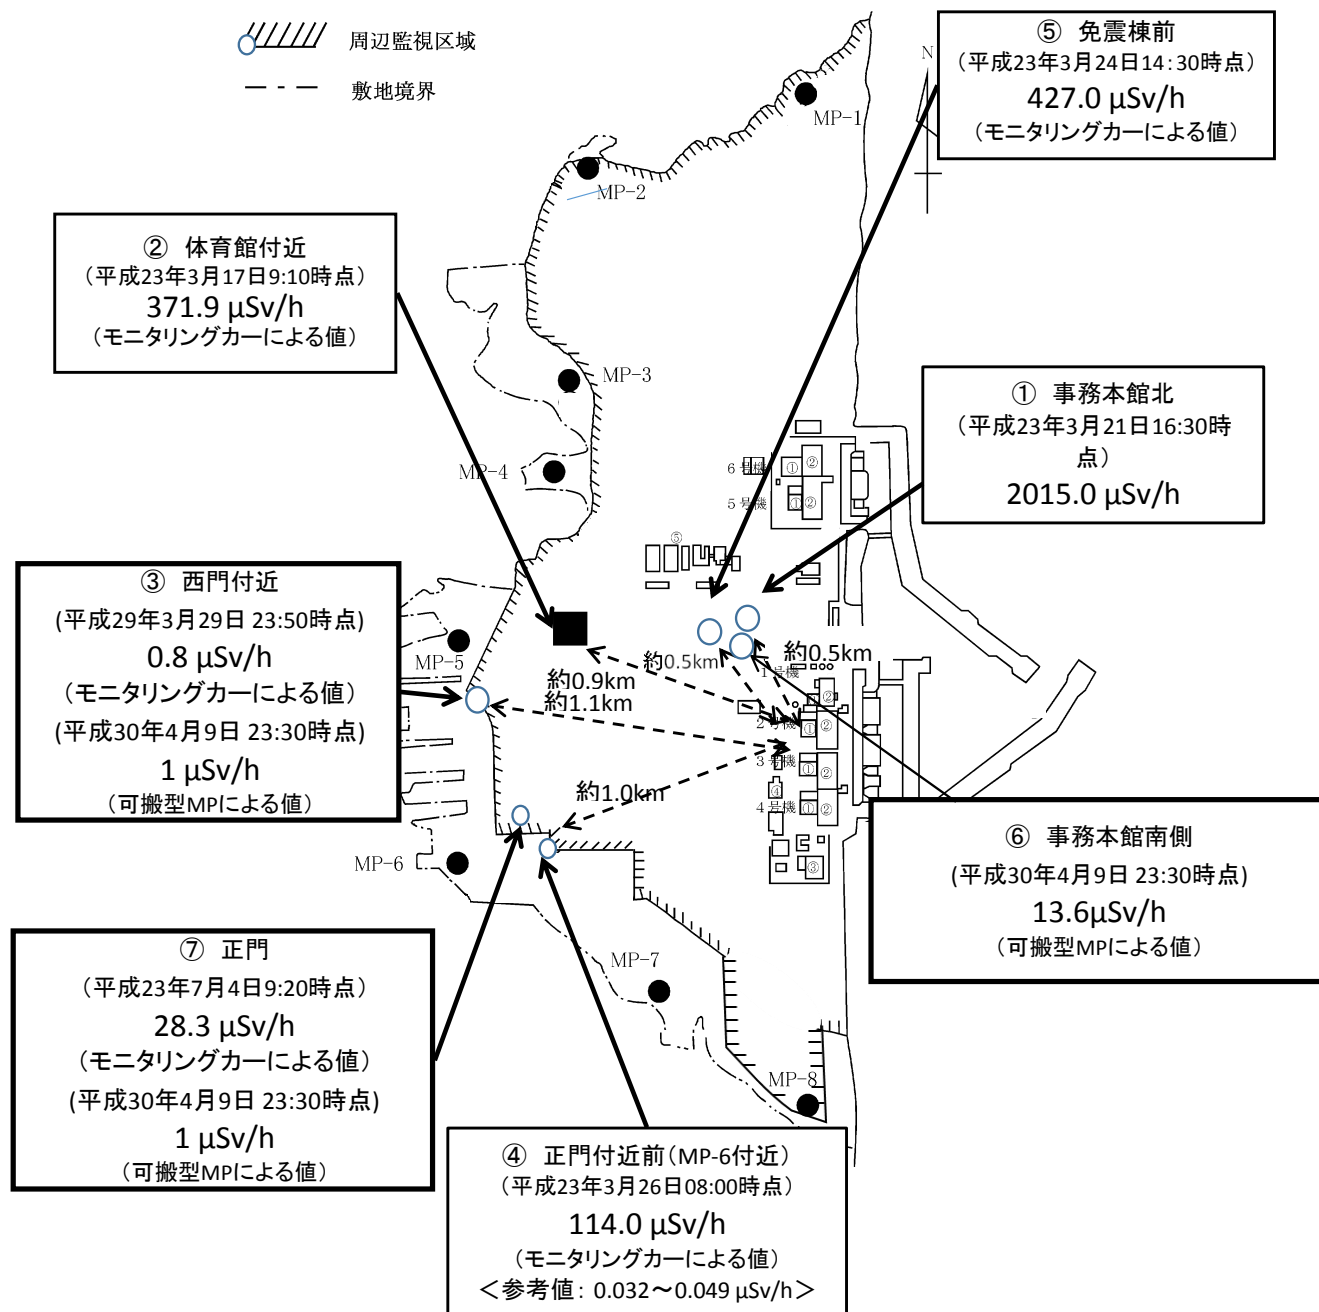 周辺監視区域
敷地境界
⑤ 免震棟前
(平成23年3月24日14:30時点)
427.0 μSv/h
(モニタリングカーによる値)
N
MP-1
MP-2
② 体育館付近
(平成23年3月17日9:10時点)
371.9 μSv/h
(モニタリングカーによる値)
MP-3
① 事務本館北
(平成23年3月21日16:30時
点)
2015.0 μSv/h
MP-4
6号機
① ②
5号機
① ②
⑤
③ 西門付近
(平成29年3月29日 23:50時点)
0.8 μSv/h
(モニタリングカーによる値)
(平成30年4月9日 23:30時点)
1 μSv/h
(可搬型MPによる値)
MP-5
約0.5km
約0.5km
約0.9km
約1.1km
1号機
②
2号機
① ②
3号機
① ②
約1.0km
④
4号機
① ②
③
MP-6
⑥ 事務本館南側
(平成30年4月9日 23:30時点)
13.6μSv/h
(可搬型MPによる値)
⑦ 正門
(平成23年7月4日9:20時点)
28.3 μSv/h
(モニタリングカーによる値)
(平成30年4月9日 23:30時点)
1 μSv/h
(可搬型MPによる値)
MP-7
MP-8
④ 正門付近前(MP-6付近)
(平成23年3月26日08:00時点)
114.0 μSv/h
(モニタリングカーによる値)
<参考値: 0.032～0.049 μSv/h>